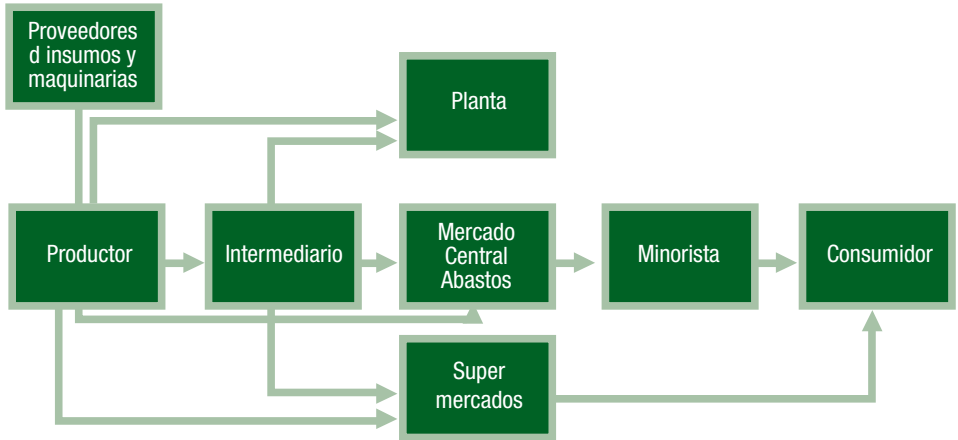 Proveedores
d insumos y
maquinarias
Planta
Productor
Intermediario
Mercado
Central
Abastos
Minorista
Consumidor
Super
mercados